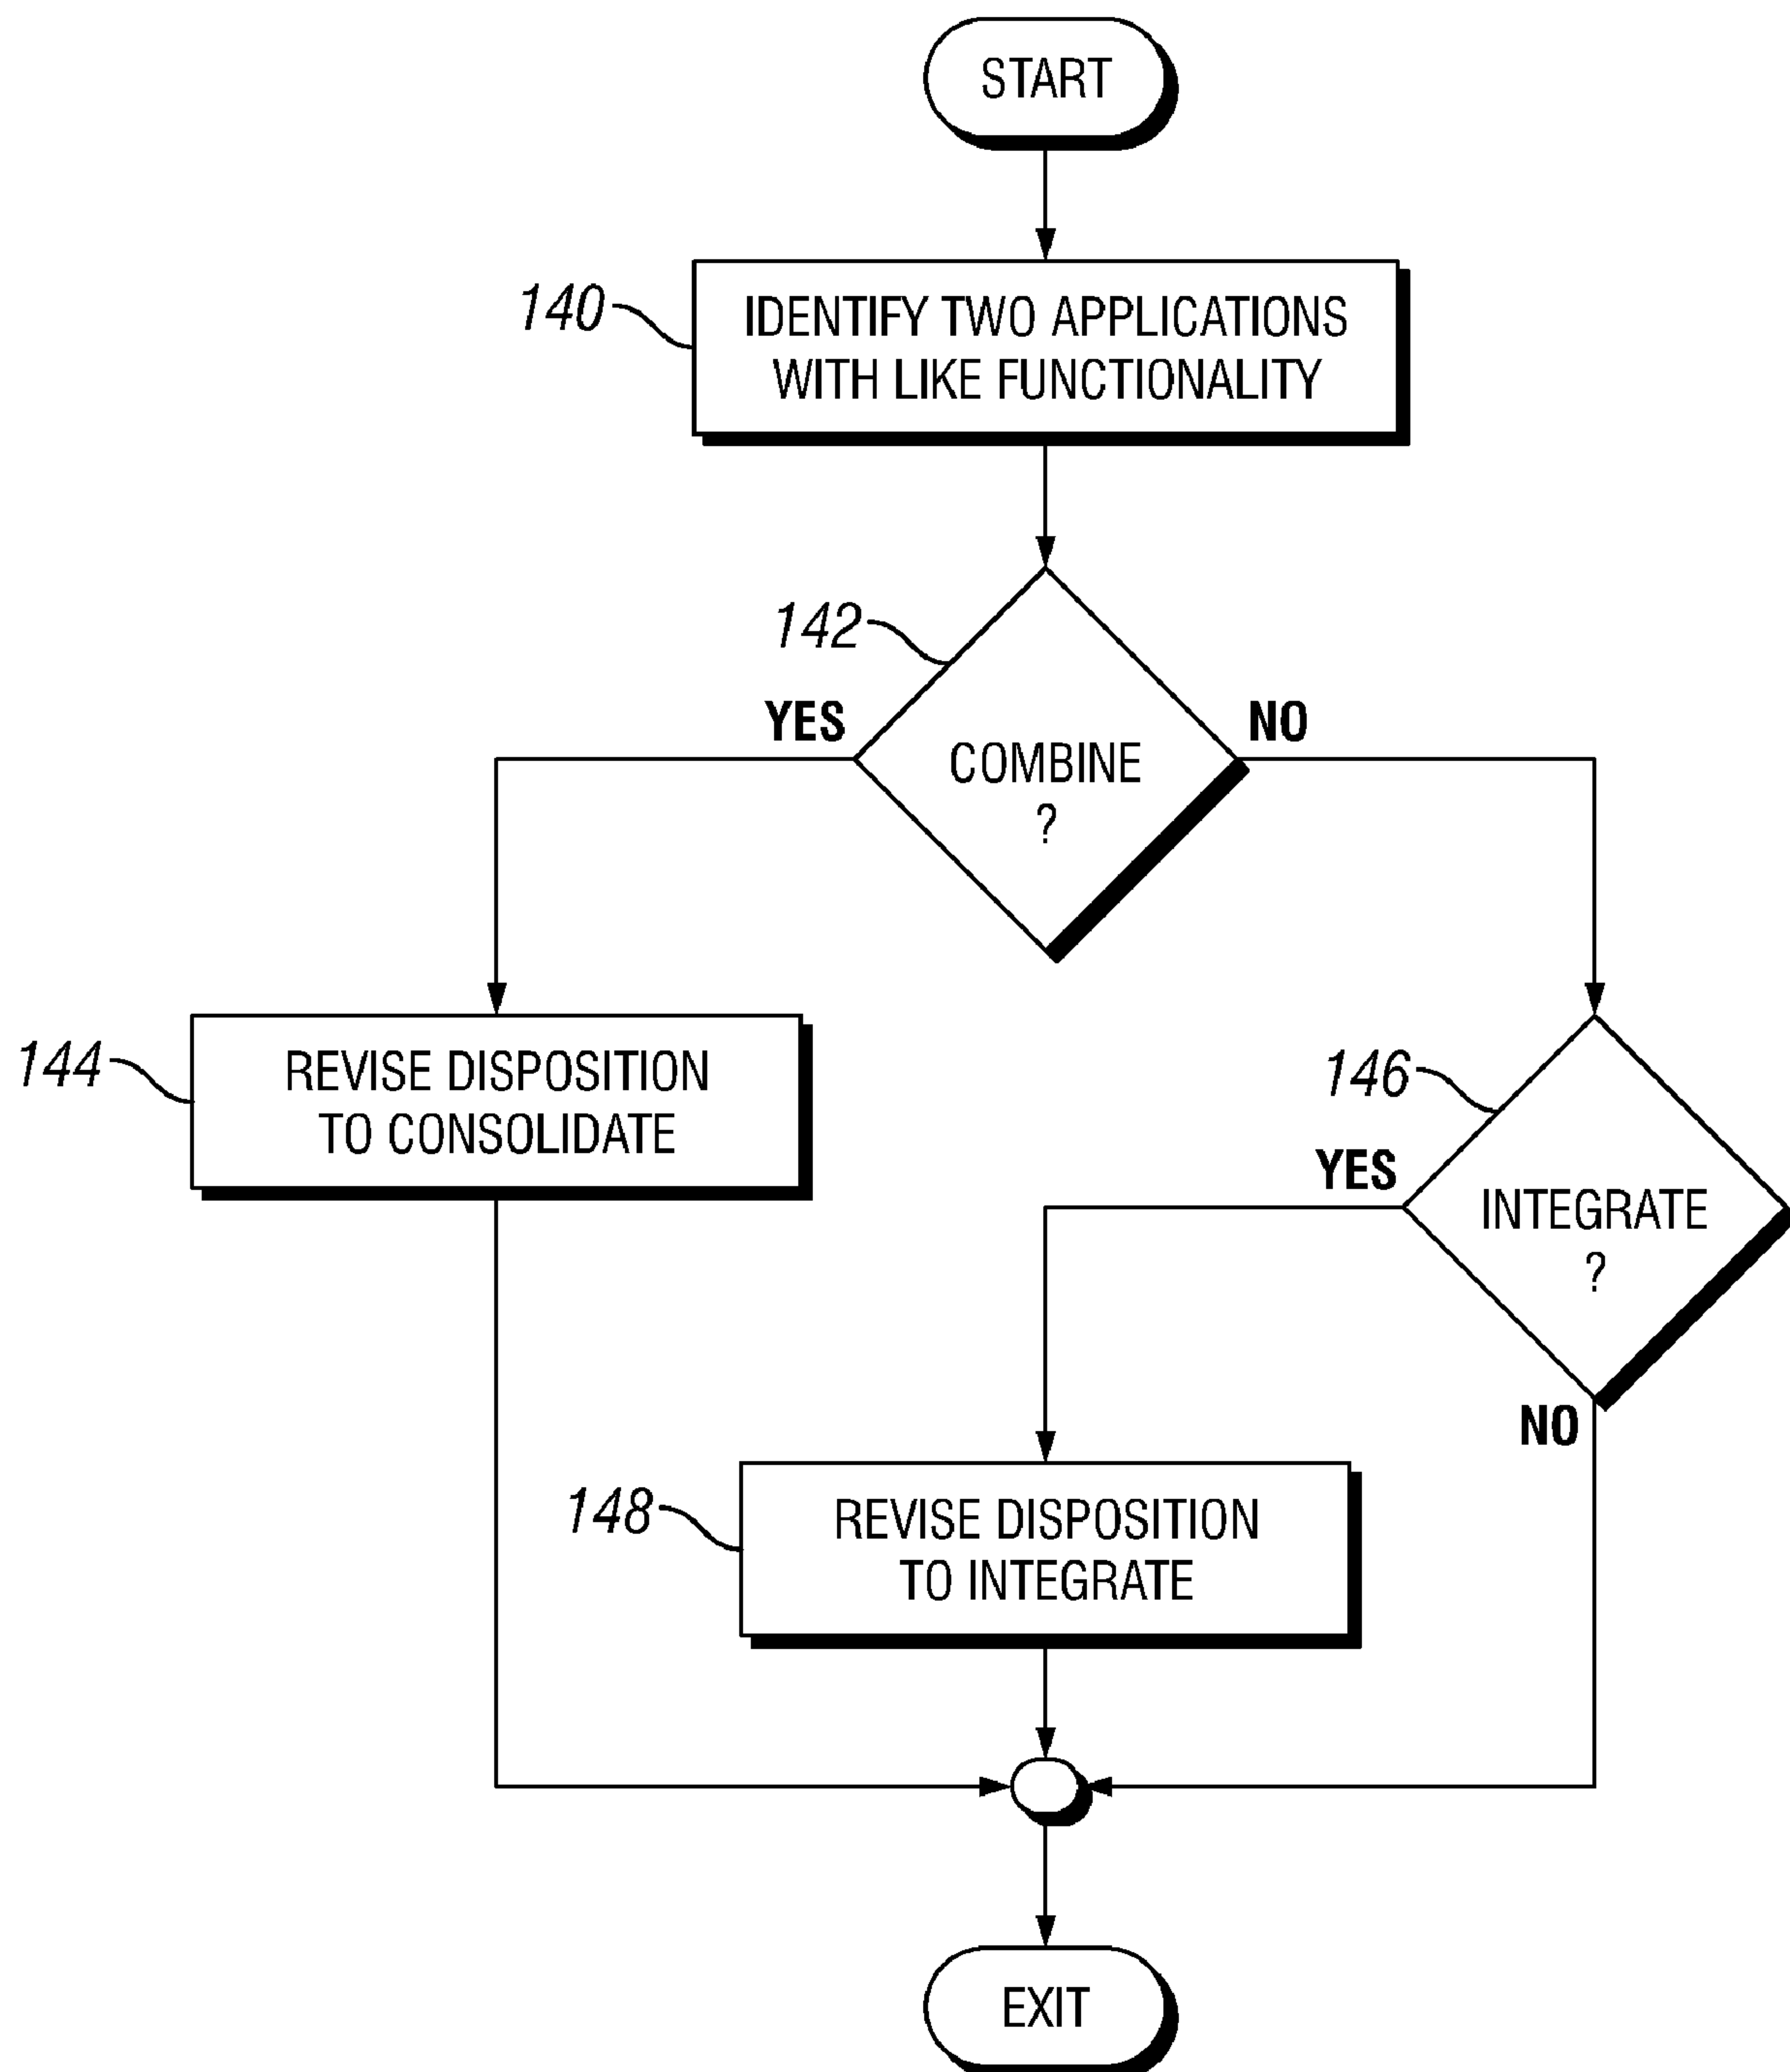 START
140
IDENTIFY TWO APPLICATIONS
WITH LIKE FUNCTIONALITY
142
YES
NO
COMBINE
?
144
REVISE DISPOSITION
TO CONSOLIDATE
146
YES
INTEGRATE
?
NO
148
REVISE DISPOSITION
TO INTEGRATE
EXIT